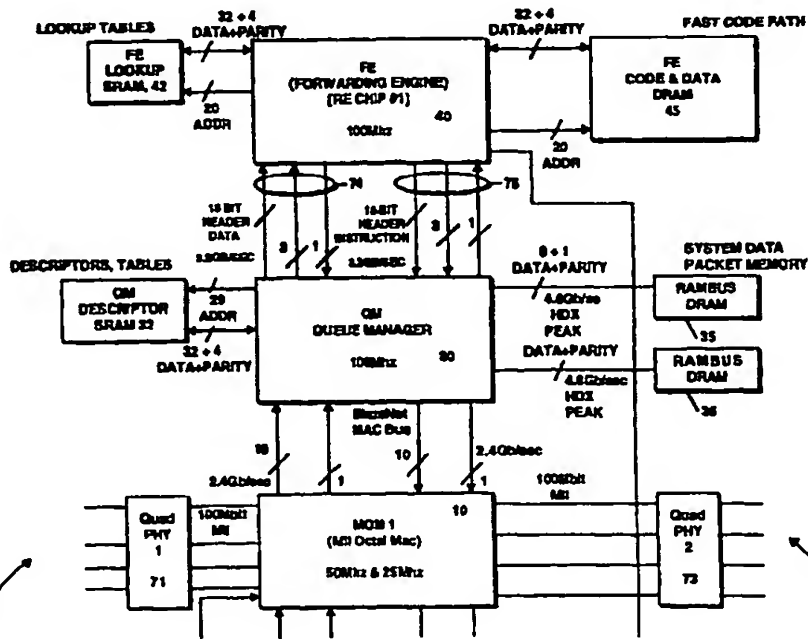 LOOKUP TABLES
32 + 4
DATA+PARITY
FE
LOOKUP
SRAM, 42
20
ADDR
FE
(FORWARDING ENGINE)
100Mhz
40
32 + 4
DATA+PARITY
FAST CODE PATH
FE
CODE & DATA
DRAM
45
20
ADDR
74
HEADER
DATA
3
1
HEADER
INSTRUCTION
3
1
DESCRIPTORS, TABLES
QM
DESCRIPTOR
SRAM
ADDR
32 + 4
DATA+PARITY
QM
QUEUE MANAGER
8 + 1
DATA+PARITY
HDX
PEAK
SYSTEM DATA
PACKET MEMORY
RAMBUS
DRAM
35
DATA+PARITY
HDX
PEAK
RAMBUS
DRAM
36
MAC Bus
2.4Gb/sec
1
10
2.4Gb/sec
1
100Mbit
MII
Quad
PHY
1
71
MOM 1
(MII Octal Mac)
10
50Mhz & 25Mhz
100Mbit
MII
Quad
PHY
2
73